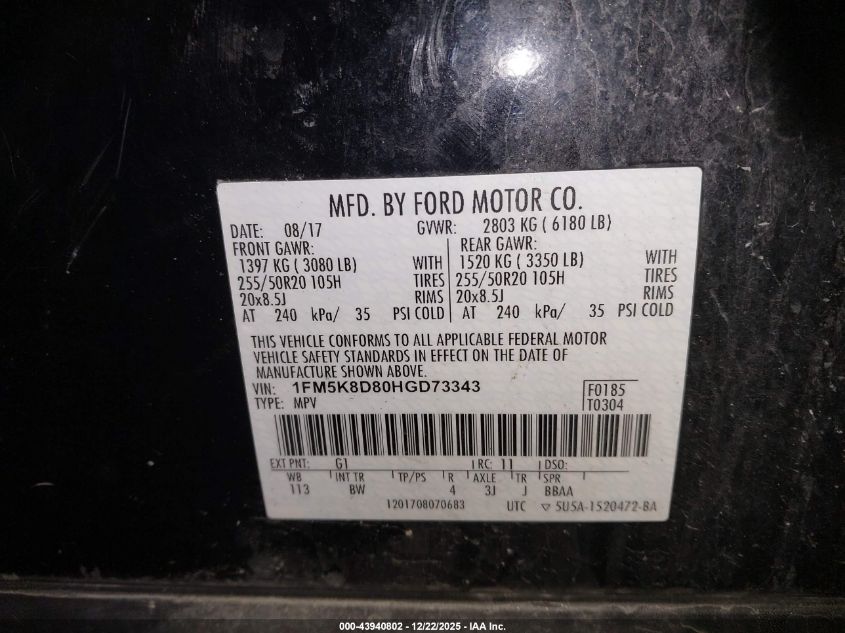 MFD. BY FORD MOTOR CO.
DATE: 08/17 GVWR: 2803 KG ( 6180 LB)
FRONT GAWR: REAR GAWR:
1397 KG ( 3080 LB) WITH 1520 KG ( 3350 LB) WITH
255/50R20 105H TIRES 255/50R20 105H TIRES
20x8.5J RIMS 20x8.5J RIMS
AT 240 kPa/ 35 PSI COLD AT 240 kPa/ 35 PSI COLD
THIS VEHICLE CONFORMS TO ALL APPLICABLE FEDERAL MOTOR
VEHICLE SAFETY STANDARDS IN EFFECT ON THE DATE OF
MANUFACTURE SHOWN ABOVE.
VIN: 1FM5K8D80HGD73343 F0185
TYPE: MPV T0304
EXT PNT: G1 RC: 11 DSO:
WB INT TR TP/PS R AXLE TR SPR
113 BW 4 3J J BBAA
1201708070683 UTC ▽ 5U5A-1520472-BA
000-43940802 - 12/22/2025 - IAA Inc.